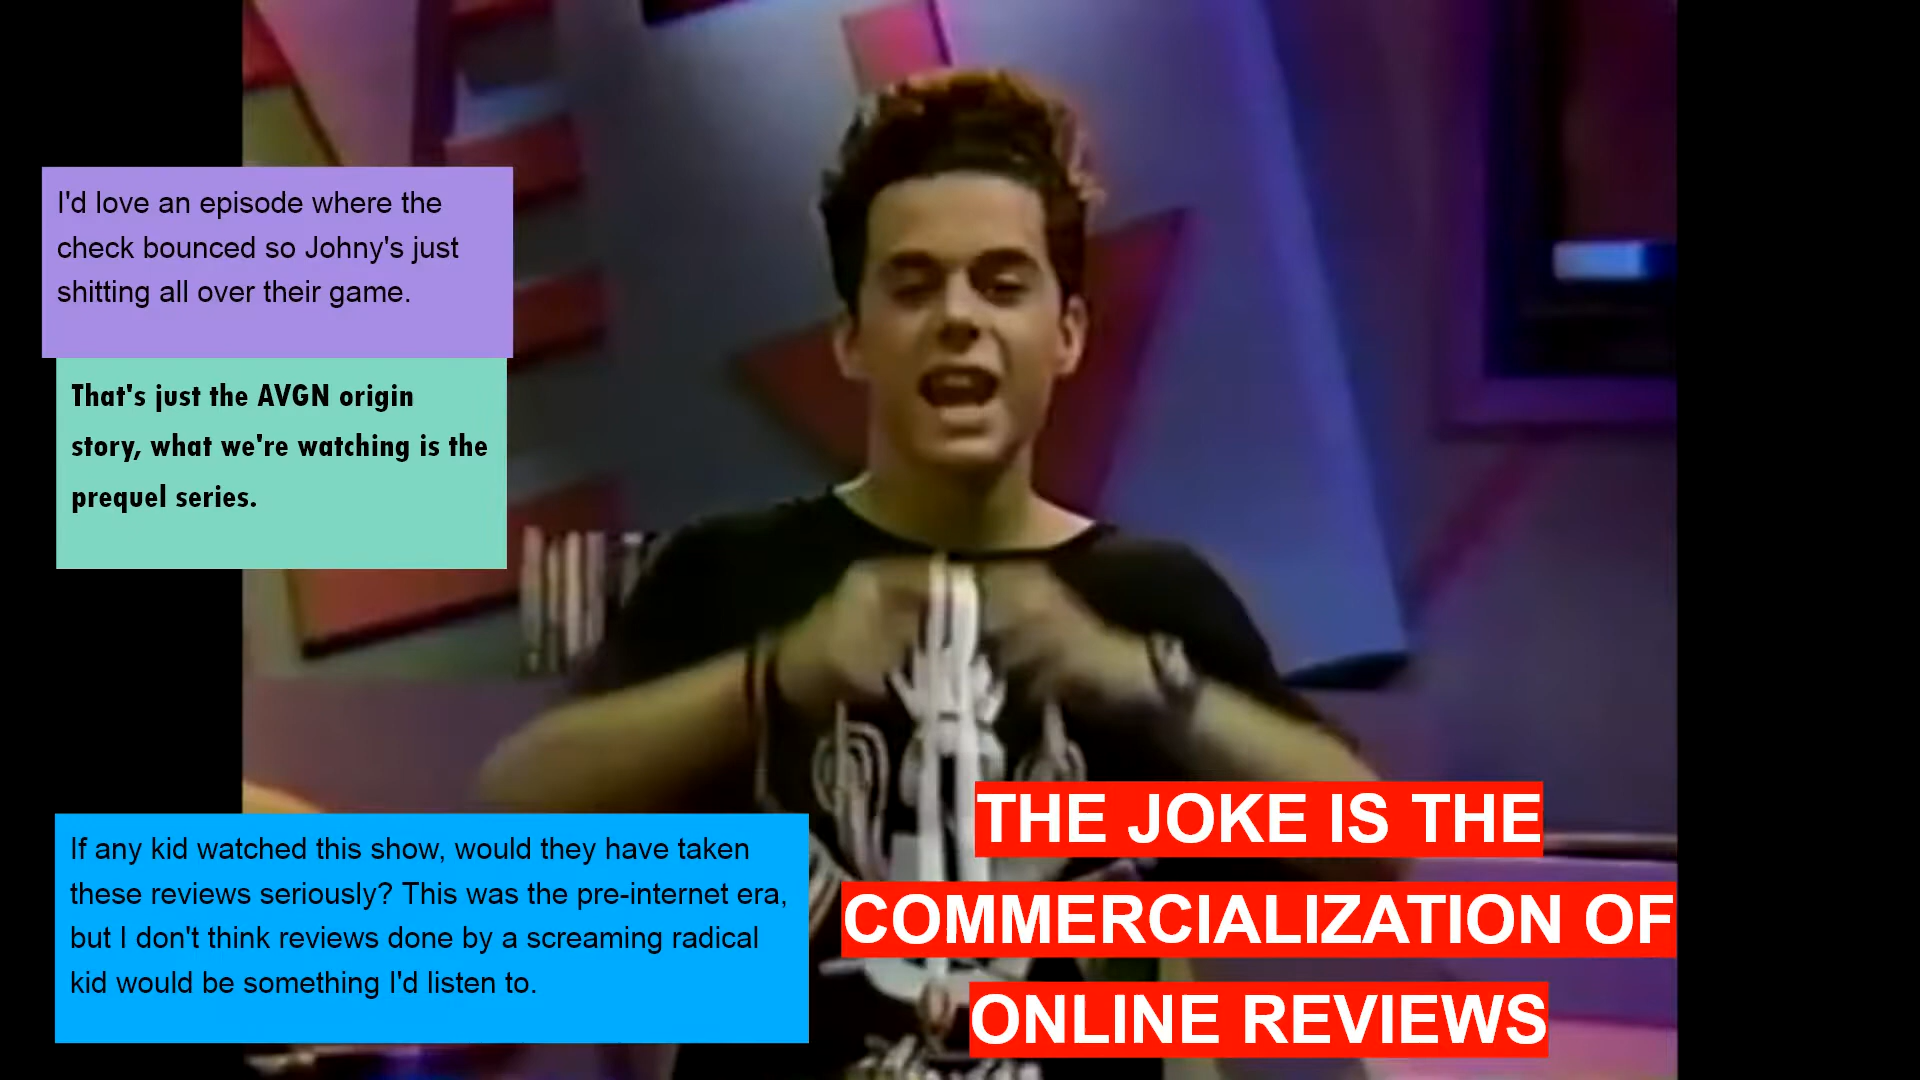 I'd love an episode where the
check bounced so Johny's just
shitting all over their game.
That's just the AVGN origin
story, what we're watching is the
prequel series.
If any kid watched this show, would they have taken
these reviews seriously? This was the pre-internet era,
but I don't think reviews done by a screaming radical
kid would be something I'd listen to.
THE JOKE IS THE
COMMERCIALIZATION OF
ONLINE REVIEWS